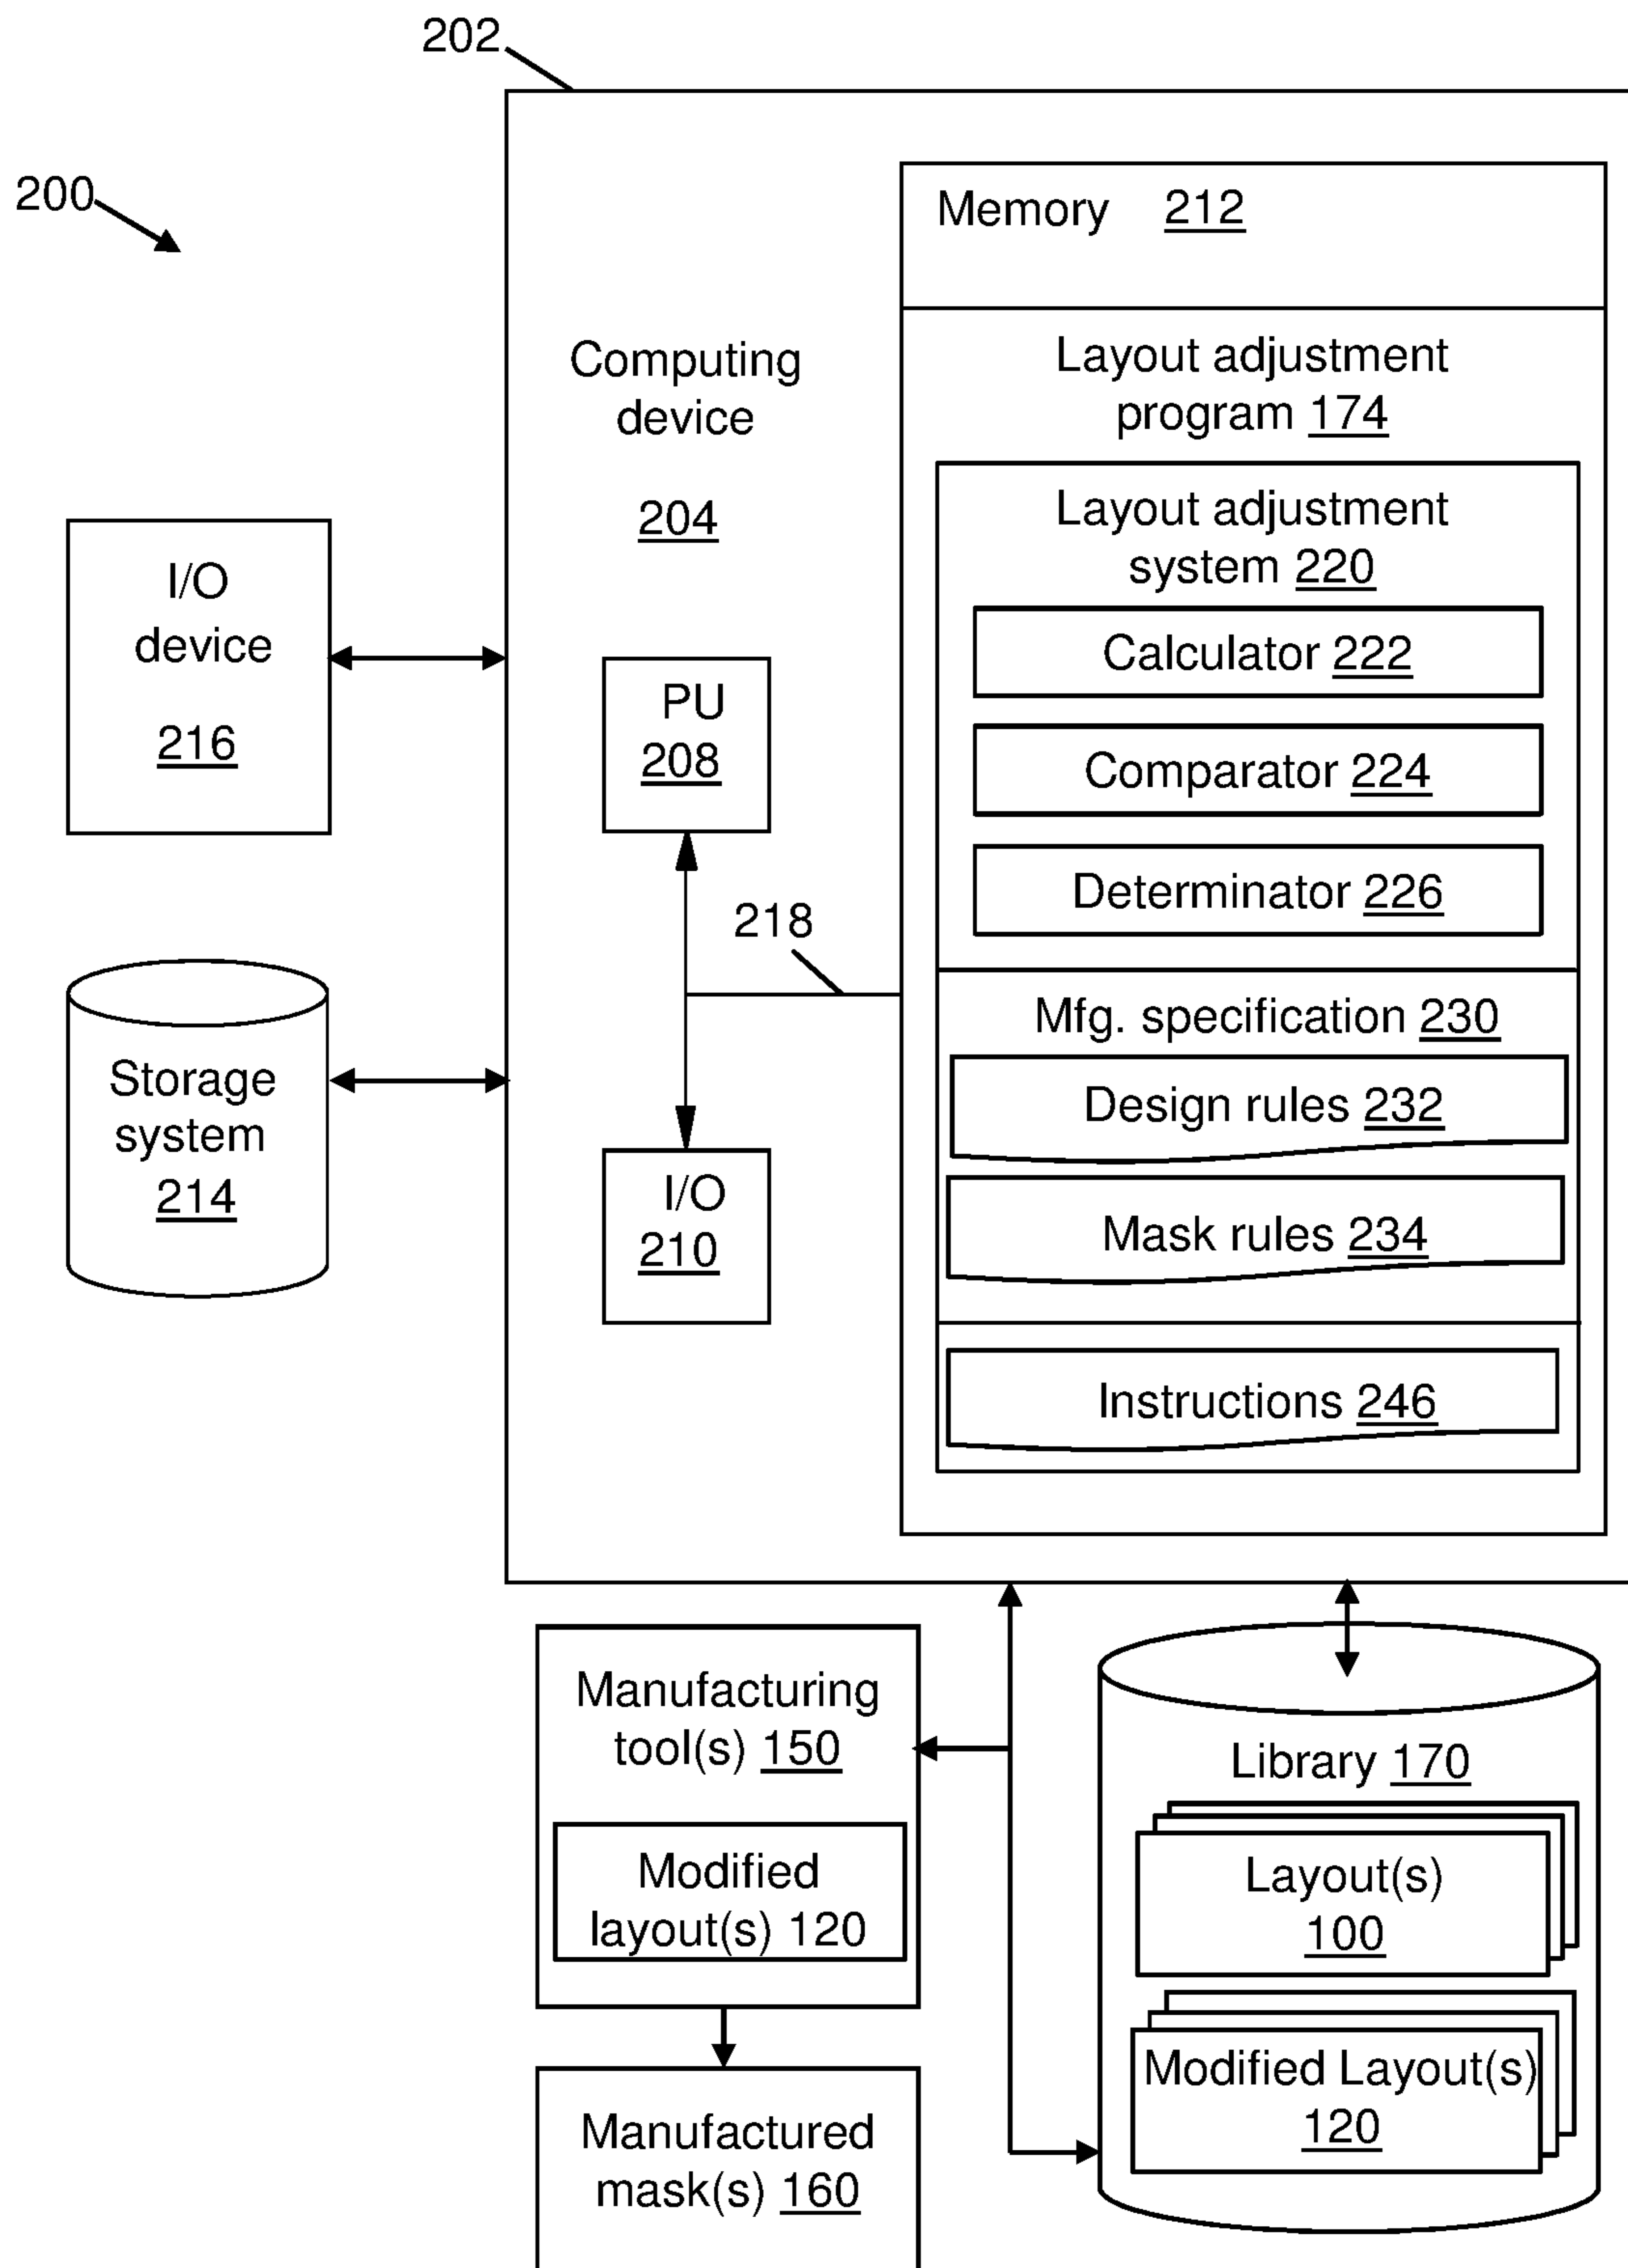 202
200
Memory 212
Computing
device
204
Layout adjustment
program 174
Layout adjustment
system 220
Calculator 222
Comparator 224
Determinator 226
I/O
device
216
PU
208
218
Mfg. specification 230
Design rules 232
Mask rules 234
Instructions 246
Storage
system
214
I/O
210
Manufacturing
tool(s) 150
Modified
layout(s) 120
Library 170
Layout(s)
100
Modified Layout(s)
120
Manufactured
mask(s) 160